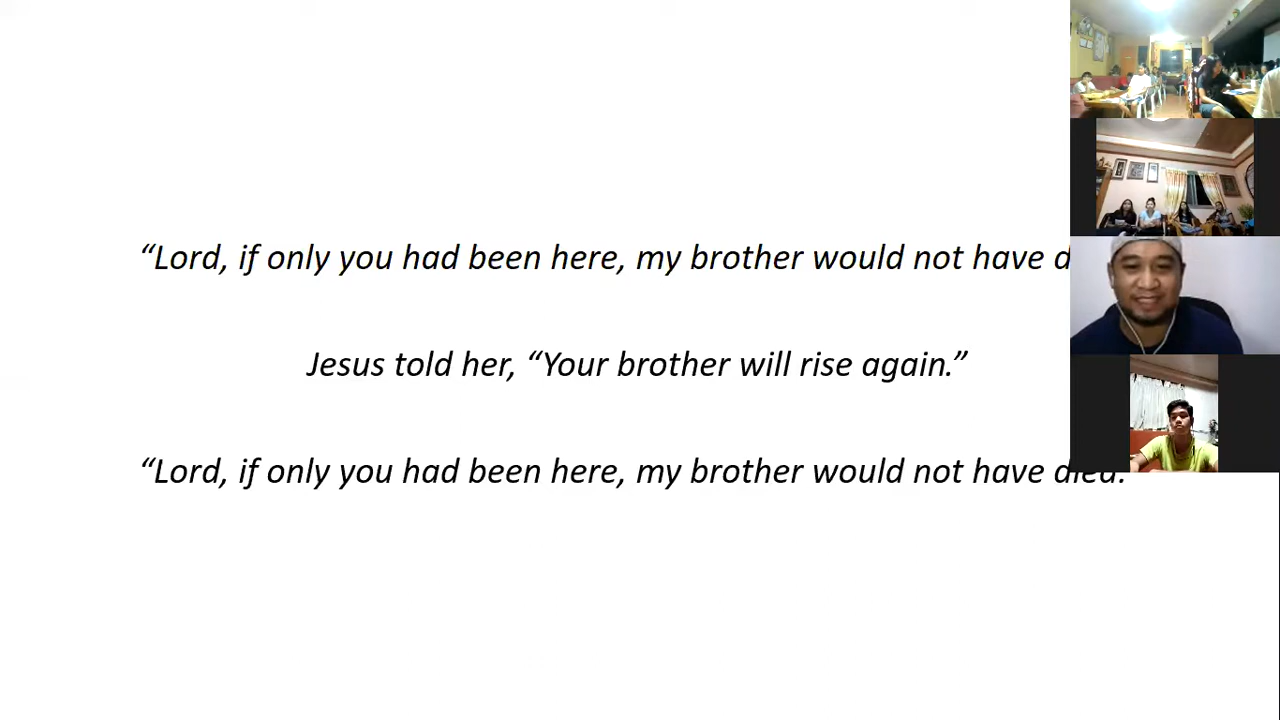 “Lord, if only you had been here, my brother would not have
Jesus told her, “Your brother will rise again.”
“Lord, if only you had been here, my brother would not have died.